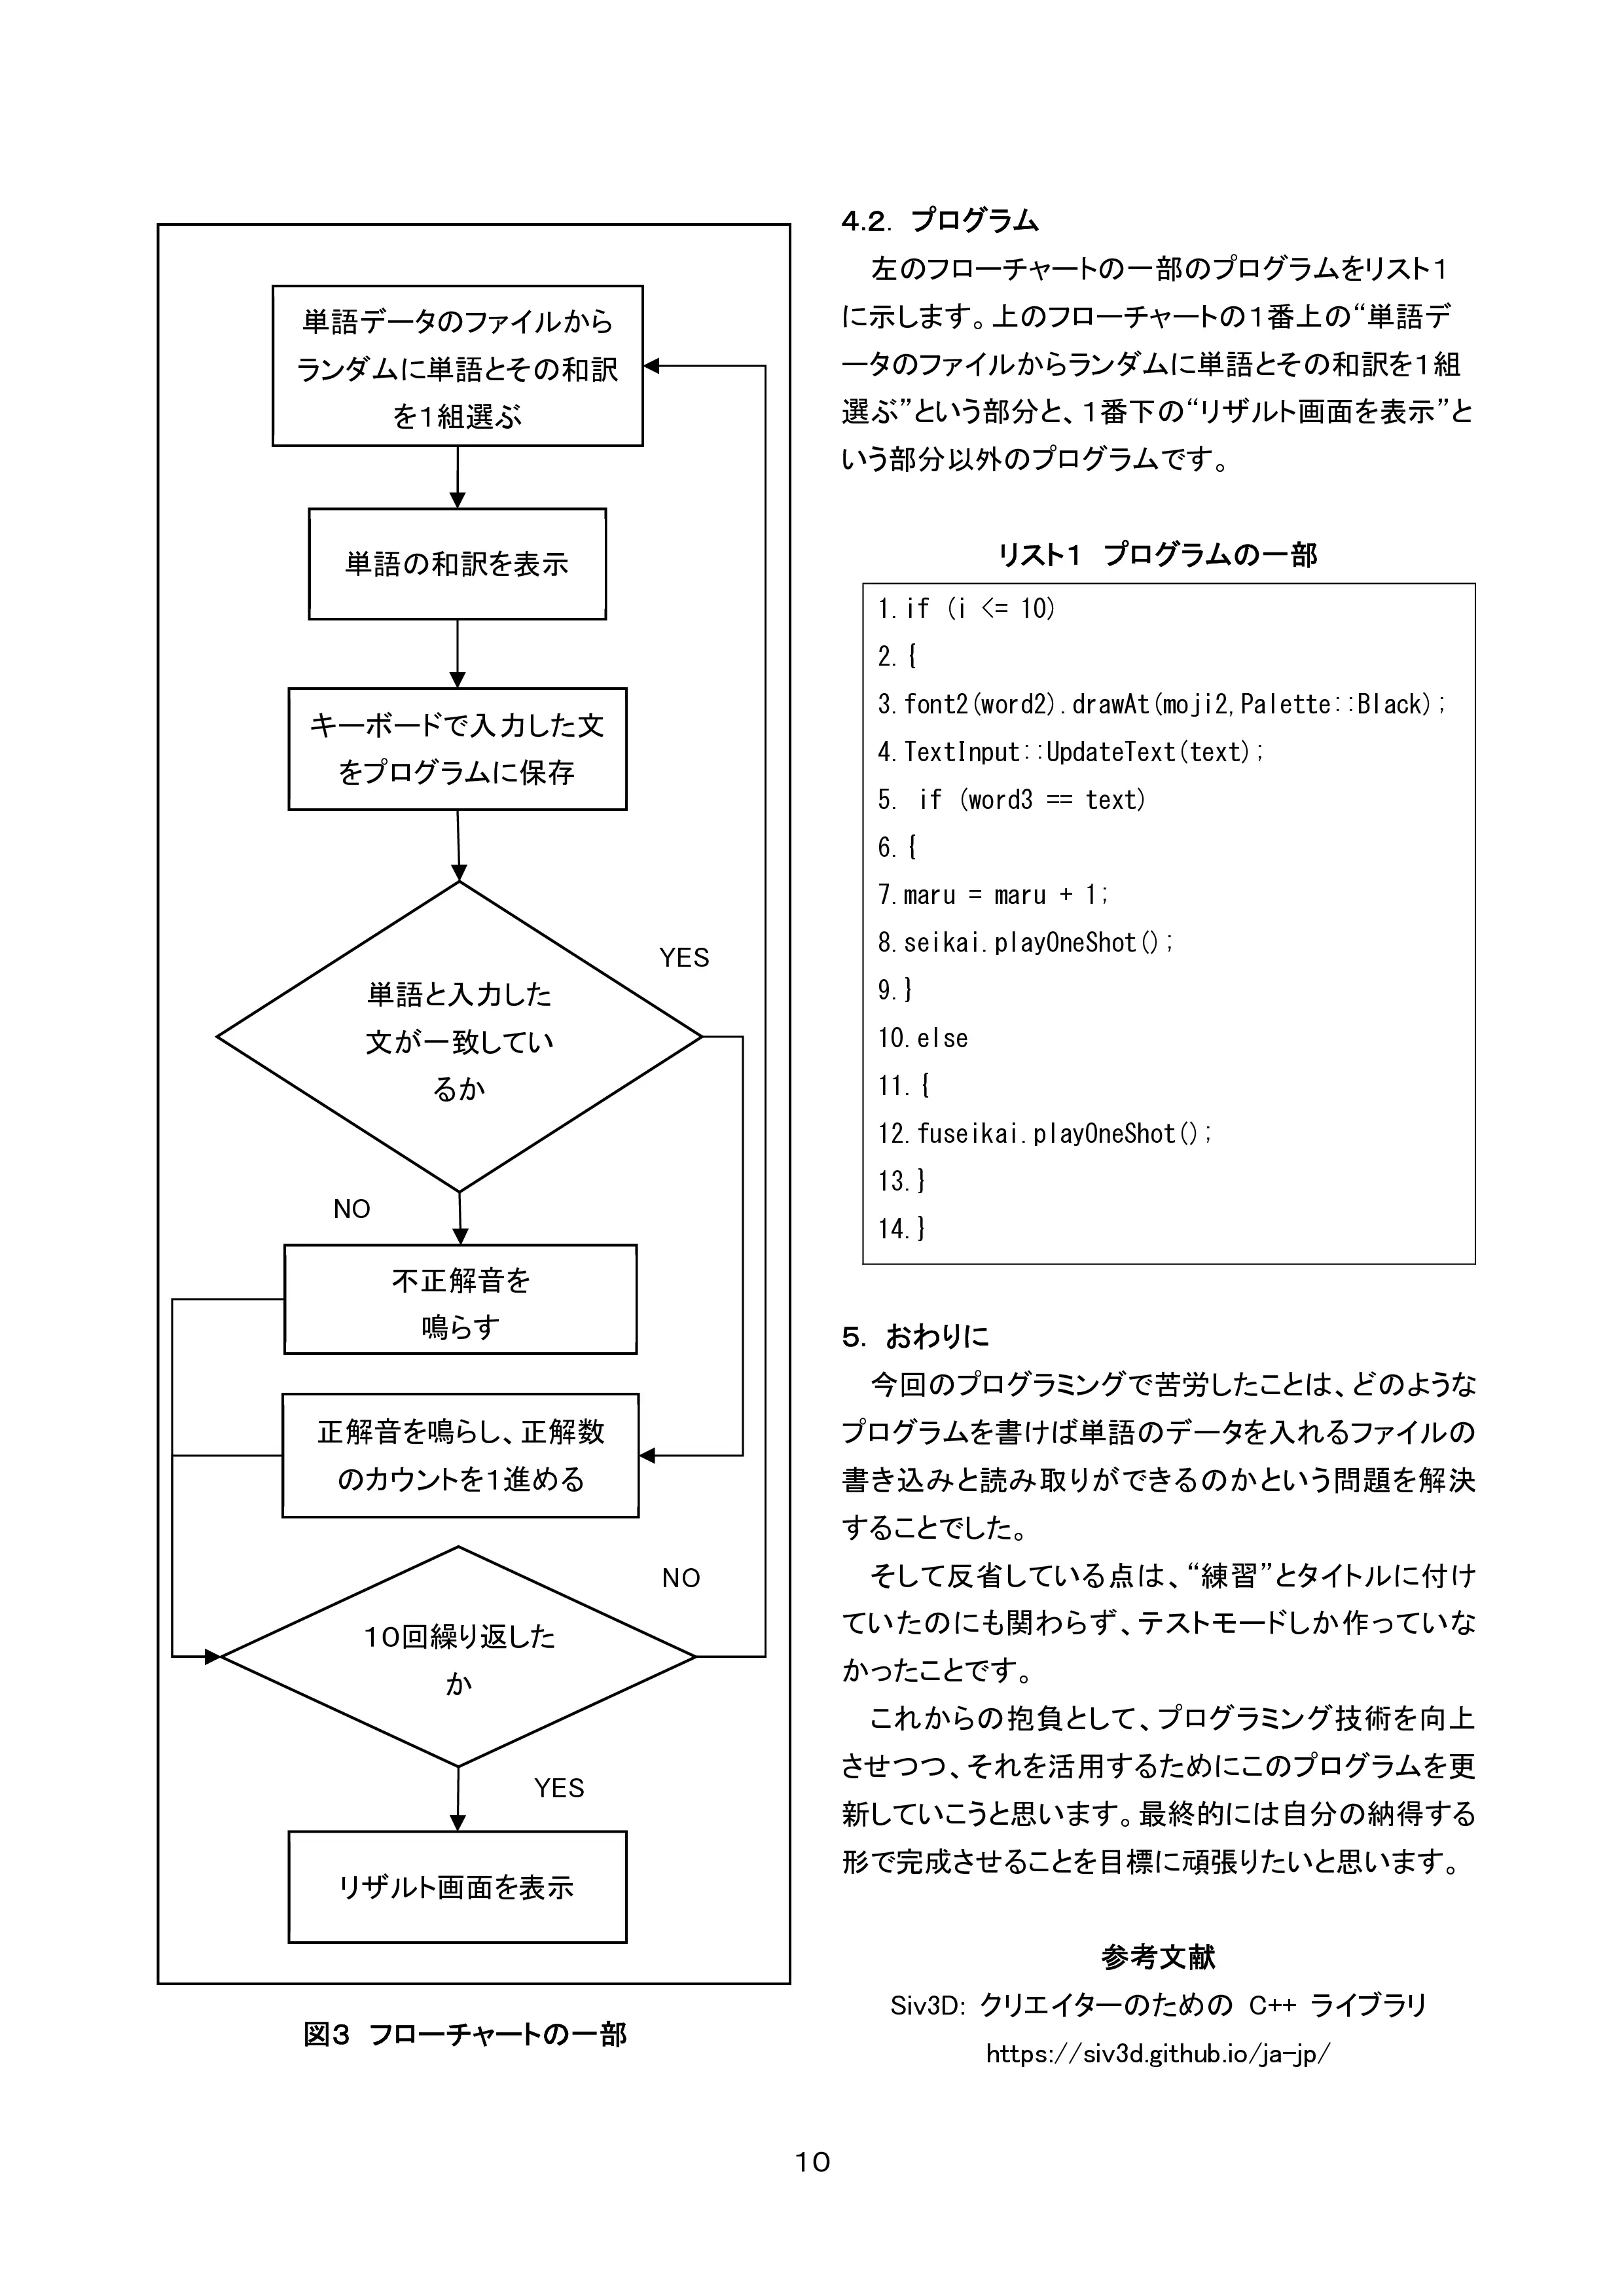 単語データのファイルから
ランダムに単語とその和訳
を1組選ぶ
単語の和訳を表示
キーボードで入力した文
をプログラムに保存
単語と入力した
文が一致してい
るか
YES
NO
不正解音を
鳴らす
正解音を鳴らし、正解数
のカウントを1進める
10回繰り返した
か
NO
YES
リザルト画面を表示
図3 フローチャートの一部
4.2. プログラム
左のフローチャートの一部のプログラムをリスト1
に示します。上のフローチャートの1番上の“単語デ
ータのファイルからランダムに単語とその和訳を1組
選ぶ”という部分と、1番下の“リザルト画面を表示”と
いう部分以外のプログラムです。
リスト1 プログラムの一部
1.if (i <= 10)
2.{
3.font2(word2).drawAt(moji2,Palette::Black);
4.TextInput::UpdateText(text);
5. if (word3 == text)
6.{
7.maru = maru + 1;
8.seikai.playOneShot();
9.}
10.else
11.{
12.fuseikai.playOneShot();
13.}
14.}
5. おわりに
今回のプログラミングで苦労したことは、どのような
プログラムを書けば単語のデータを入れるファイルの
書き込みと読み取りができるのかという問題を解決
することでした。
そして反省している点は、“練習”とタイトルに付け
ていたのにも関わらず、テストモードしか作っていな
かったことです。
これからの抱負として、プログラミング技術を向上
させつつ、それを活用するためにこのプログラムを更
新していこうと思います。最終的には自分の納得する
形で完成させることを目標に頑張りたいと思います。
参考文献
Siv3D: クリエイターのための C++ ライブラリ
https://siv3d.github.io/ja-jp/
10